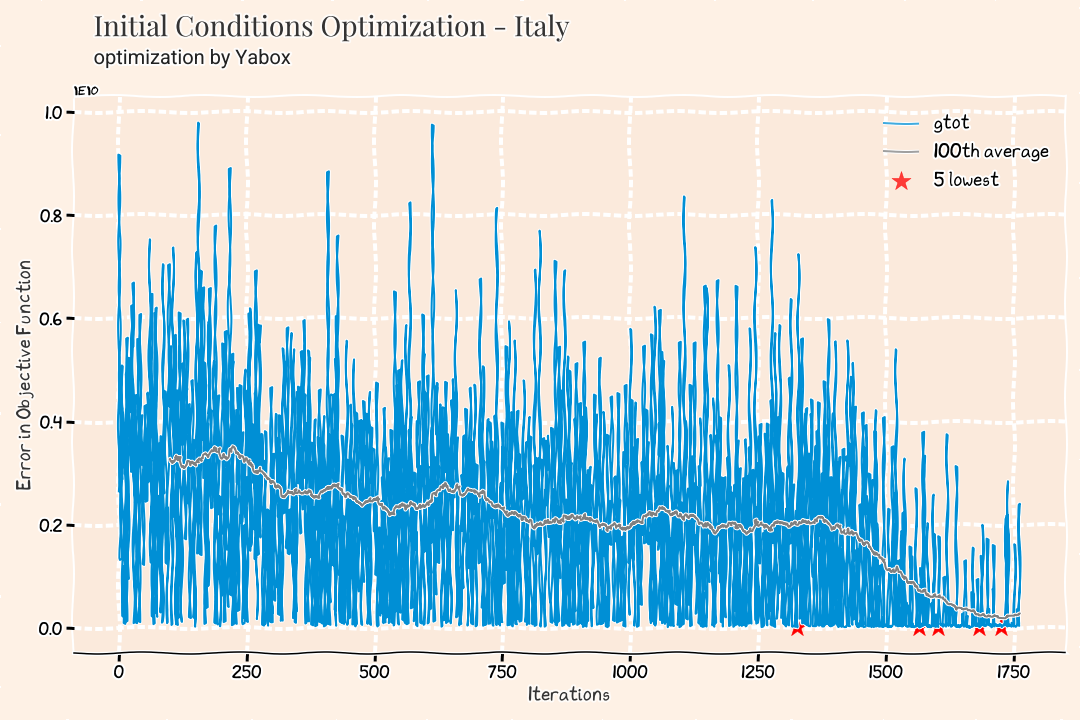 Initial Conditions Optimization - Italy
optimization by Yabox
1E10
1.0
0.8
0.6
0.4
0.2
0.0
Error in Objective Function
gtot
100th average
5 lowest
0 250 500 750 1000 1250 1500 1750
Iterations